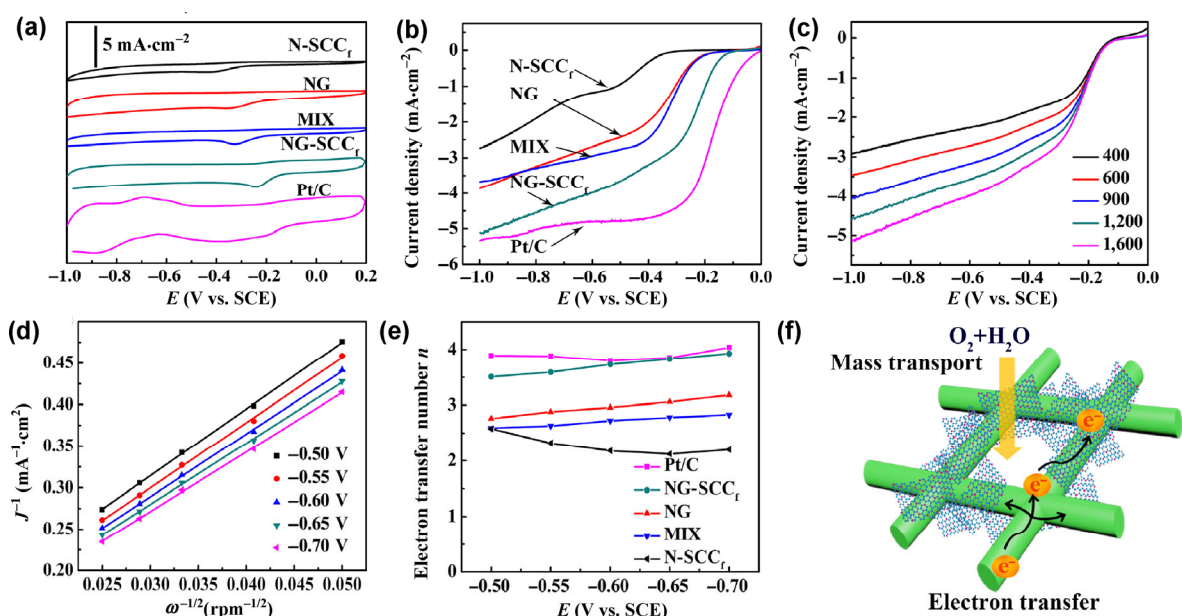 (a)
5 mA·cm⁻²
N-SCCf
NG
MIX
NG-SCCf
Pt/C
−1.0 −0.8 −0.6 −0.4 −0.2 0.0 0.2
E (V vs. SCE)
(b)
Current density (mA·cm⁻²)
0
−1
−2
−3
−4
−5
−6
N-SCCf
NG
MIX
NG-SCCf
Pt/C
−1.0 −0.8 −0.6 −0.4 −0.2 0.0
E (V vs. SCE)
(c)
Current density (mA·cm⁻²)
0
−1
−2
−3
−4
−5
400
600
900
1,200
1,600
−1.0 −0.8 −0.6 −0.4 −0.2 0.0
E (V vs. SCE)
(d)
J⁻¹ (mA⁻¹·cm²)
0.45
0.40
0.35
0.30
0.25
0.20
−0.50 V
−0.55 V
−0.60 V
−0.65 V
−0.70 V
0.025 0.030 0.035 0.040 0.045 0.050
ω⁻¹/²(rpm⁻¹/²)
(e)
Electron transfer number n
4
3
2
1
0
Pt/C
NG-SCCf
NG
MIX
N-SCCf
−0.50 −0.55 −0.60 −0.65 −0.70
E (V vs. SCE)
(f)
O₂+H₂O
Mass transport
e⁻
e⁻
e⁻
Electron transfer